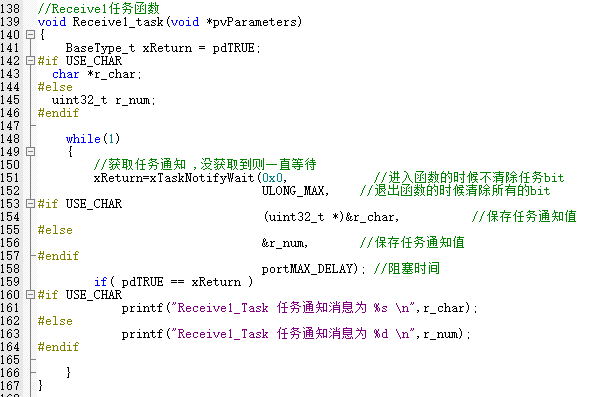 138 //Receive1任务函数
139 void Receive1_task(void *pvParameters)
140 {
141 BaseType_t xReturn = pdTRUE;
142 #if USE_CHAR
143 char *r_char;
144 #else
145 uint32_t r_num;
146 #endif
147
148 while(1)
149 {
150 //获取任务通知 ,没获取到则一直等待
151 xReturn=xTaskNotifyWait(0x0, //进入函数的时候不清除任务bit
152 ULONG_MAX, //退出函数的时候清除所有的bit
153 #if USE_CHAR
154 (uint32_t *)&r_char, //保存任务通知值
155 #else
156 &r_num, //保存任务通知值
157 #endif
158 portMAX_DELAY); //阻塞时间
159 if( pdTRUE == xReturn )
160 #if USE_CHAR
161 printf("Receive1_Task 任务通知消息为 %s \n",r_char);
162 #else
163 printf("Receive1_Task 任务通知消息为 %d \n",r_num);
164 #endif
165
166 }
167 }